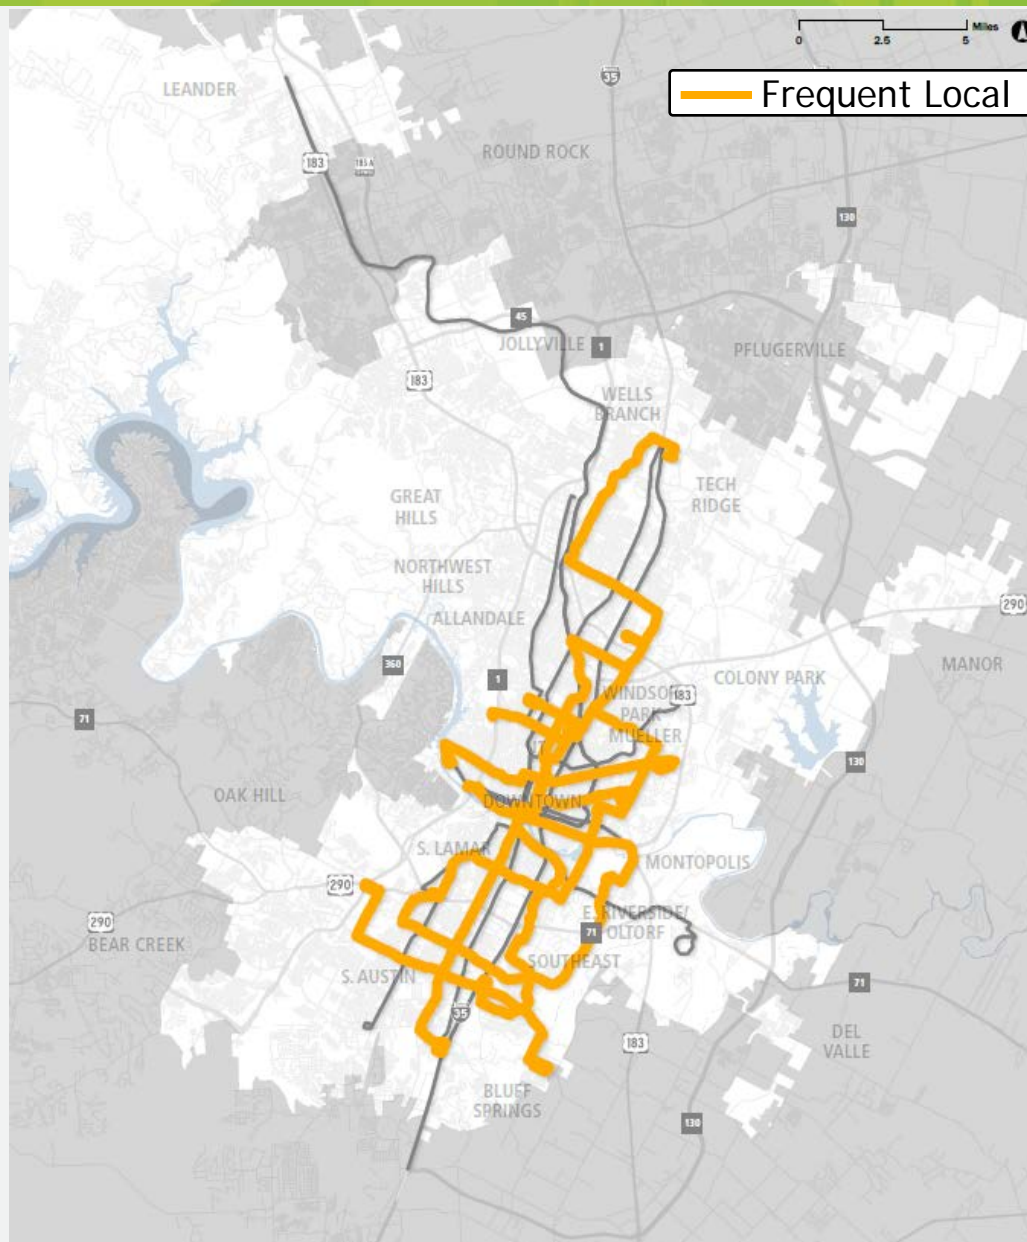 Miles
0 2.5 5
LEANDER
35
Frequent Local
ROUND ROCK
183
183 A
130
45
JOLLYVILLE
1
PFLUGERVILLE
183
WELLS
BRANCH
TECH
RIDGE
GREAT
HILLS
NORTHWEST
HILLS
290
ALLANDALE
360
MANOR
1
COLONY PARK
WINDSOR
PARK
183
71
MUELLER
130
OAK HILL
DOWNTOWN
S. LAMAR
MONTOPOLIS
290
290
BEAR CREEK
E. RIVERSIDE/
OLTORF
71
SOUTHEAST
S. AUSTIN
71
35
DEL
VALLE
183
BLUFF
SPRINGS
130